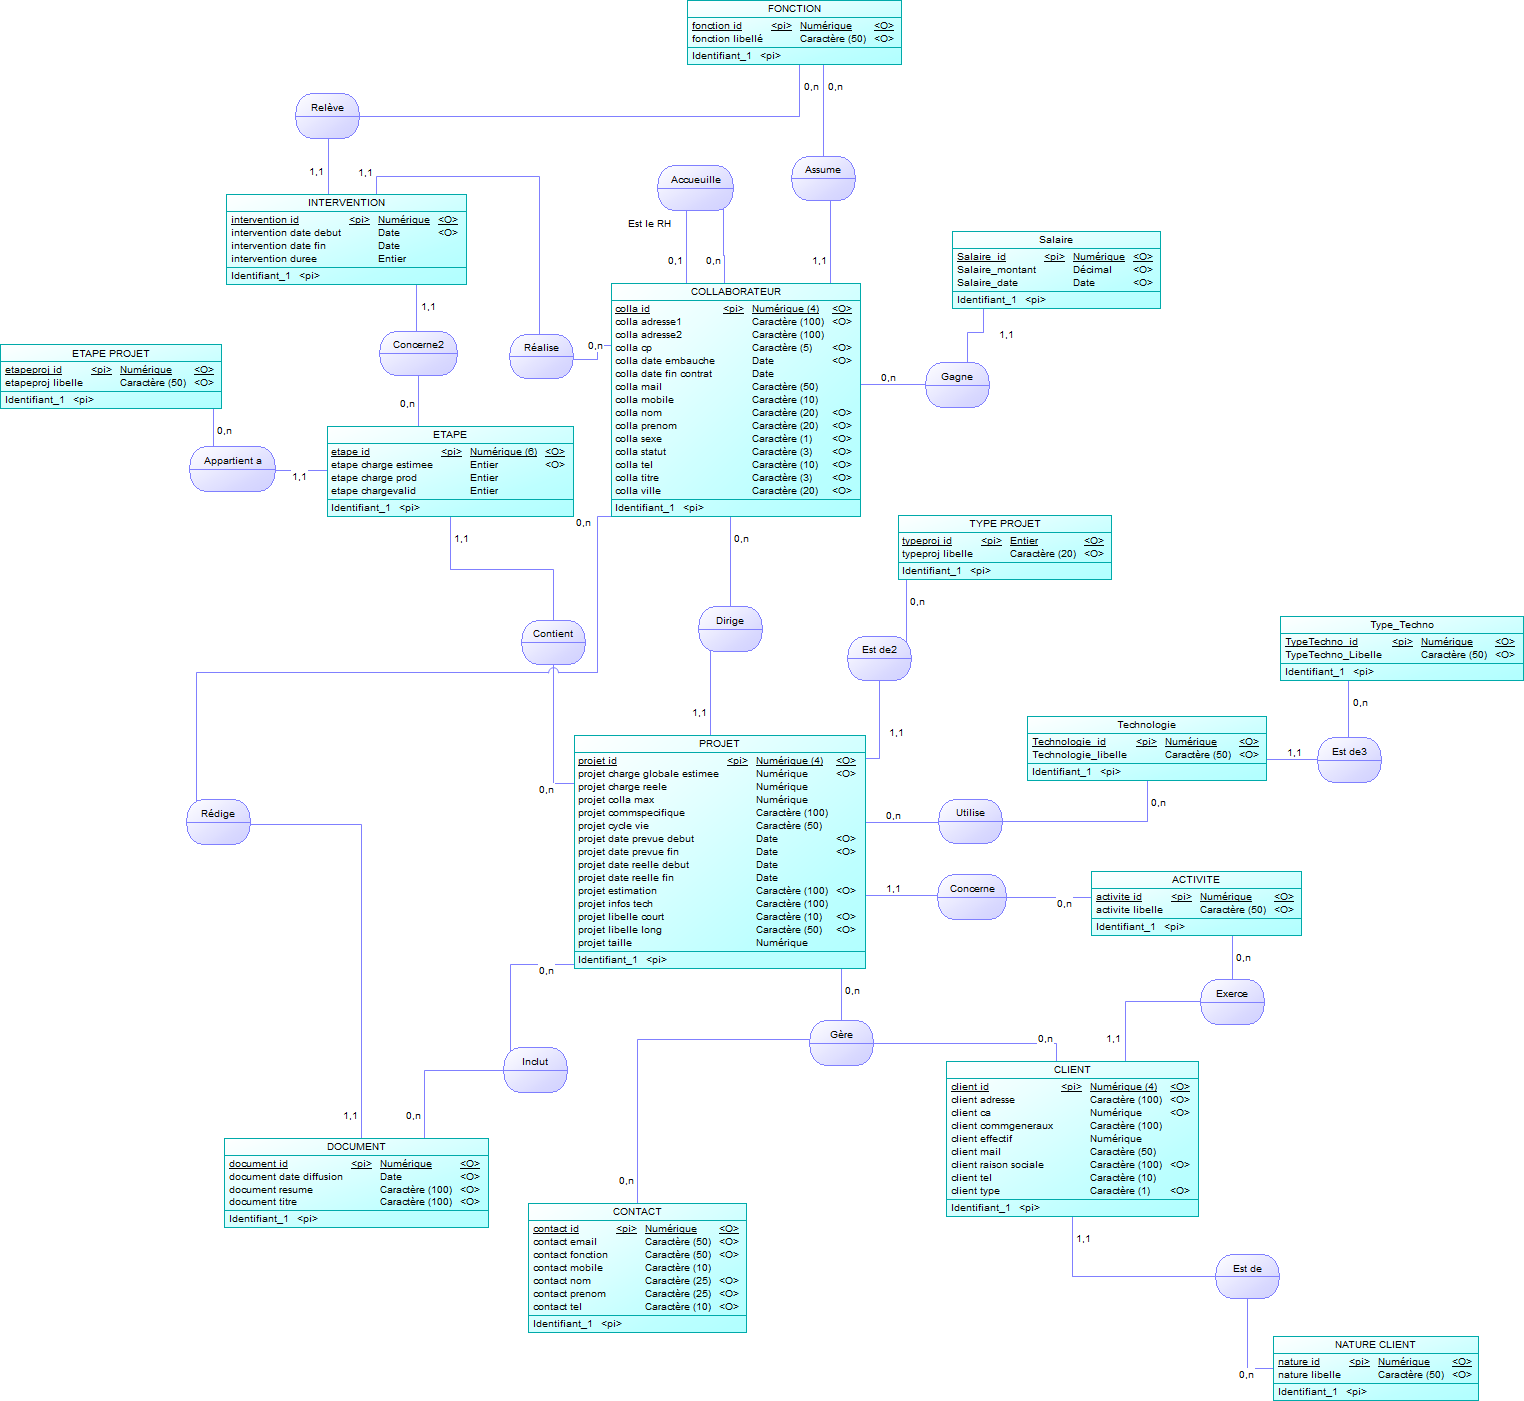 FONCTION
fonction id <pi> Numérique <O>
fonction libellé Caractère (50) <O>
Identifiant_1 <pi>
0,n 0,n
Relève
1,1
1,1
Accueuille
Assume
Est le RH
0,1 0,n
1,1
INTERVENTION
intervention id <pi> Numérique <O>
intervention date debut Date <O>
intervention date fin Date
intervention duree Entier
Identifiant_1 <pi>
Salaire
Salaire_id <pi> Numérique <O>
Salaire_montant Décimal <O>
Salaire_date Date <O>
Identifiant_1 <pi>
1,1
1,1
Concerne2
Réalise
0,n
0,n
Gagne
0,n
COLLABORATEUR
colla id <pi> Numérique (4) <O>
colla adresse1 Caractère (100) <O>
colla adresse2 Caractère (100)
colla cp Caractère (5) <O>
colla date embauche Date <O>
colla date fin contrat Date
colla mail Caractère (50)
colla mobile Caractère (10)
colla nom Caractère (20) <O>
colla prenom Caractère (20) <O>
colla sexe Caractère (1) <O>
colla statut Caractère (3) <O>
colla tel Caractère (10) <O>
colla titre Caractère (3) <O>
colla ville Caractère (20) <O>
Identifiant_1 <pi>
ETAPE PROJET
etapeproj id <pi> Numérique <O>
etapeproj libelle Caractère (50) <O>
Identifiant_1 <pi>
0,n
Appartient a
1,1
ETAPE
etape id <pi> Numérique (6) <O>
etape charge estimee Entier <O>
etape charge prod Entier
etape chargevalid Entier
Identifiant_1 <pi>
1,1
0,n
0,n
TYPE PROJET
typeproj id <pi> Entier <O>
typeproj libelle Caractère (20) <O>
Identifiant_1 <pi>
0,n
Contient
Dirige
Est de2
1,1
1,1
Type_Techno
TypeTechno_id <pi> Numérique <O>
TypeTechno_Libelle Caractère (50) <O>
Identifiant_1 <pi>
0,n
Technologie
Technologie_id <pi> Numérique <O>
Technologie_libelle Caractère (50) <O>
Identifiant_1 <pi>
1,1
Est de3
0,n
PROJET
projet id <pi> Numérique (4) <O>
projet charge globale estimee Numérique <O>
projet charge reele Numérique
projet colla max Numérique
projet commspecifique Caractère (100)
projet cycle vie Caractère (50)
projet date prevue debut Date <O>
projet date prevue fin Date <O>
projet date reelle debut Date
projet date reelle fin Date
projet estimation Caractère (100) <O>
projet infos tech Caractère (100)
projet libelle court Caractère (10) <O>
projet libelle long Caractère (50) <O>
projet taille Numérique
Identifiant_1 <pi>
0,n
Rédige
0,n
Utilise
1,1
Concerne
0,n
ACTIVITE
activite id <pi> Numérique <O>
activite libelle Caractère (50) <O>
Identifiant_1 <pi>
0,n
Exerce
1,1
0,n
0,n
Gère
0,n
Inclut
1,1
0,n
CLIENT
client id <pi> Numérique (4) <O>
client adresse Caractère (100) <O>
client ca Numérique <O>
client commgeneraux Caractère (100)
client effectif Numérique
client mail Caractère (50)
client raison sociale Caractère (100) <O>
client tel Caractère (10)
client type Caractère (1) <O>
Identifiant_1 <pi>
DOCUMENT
document id <pi> Numérique <O>
document date diffusion Date <O>
document resume Caractère (100) <O>
document titre Caractère (100) <O>
Identifiant_1 <pi>
0,n
CONTACT
contact id <pi> Numérique <O>
contact email Caractère (50) <O>
contact fonction Caractère (50) <O>
contact mobile Caractère (10)
contact nom Caractère (25) <O>
contact prenom Caractère (25) <O>
contact tel Caractère (10) <O>
Identifiant_1 <pi>
1,1
Est de
0,n
NATURE CLIENT
nature id <pi> Numérique <O>
nature libelle Caractère (50) <O>
Identifiant_1 <pi>